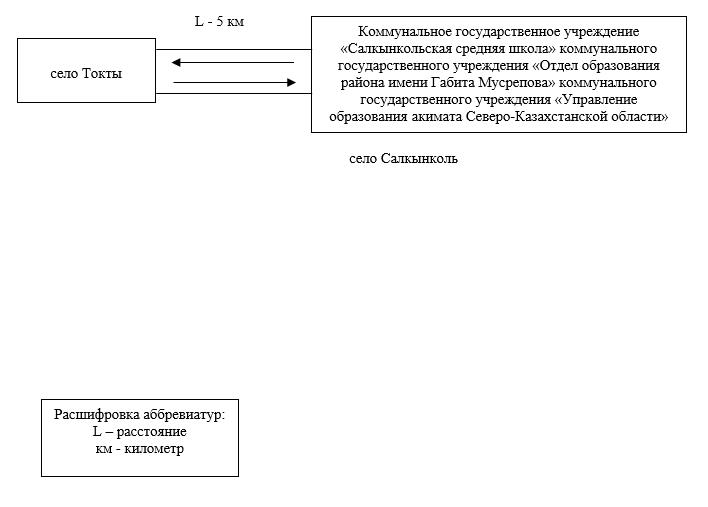 L - 5 км
село Токты
Коммунальное государственное учреждение
«Салкынкольская средняя школа» коммунального
государственного учреждения «Отдел образования
района имени Габита Мусрепова» коммунального
государственного учреждения «Управление
образования акимата Северо-Казахстанской области»
село Салкынколь
Расшифровка аббревиатур:
L – расстояние
км - километр